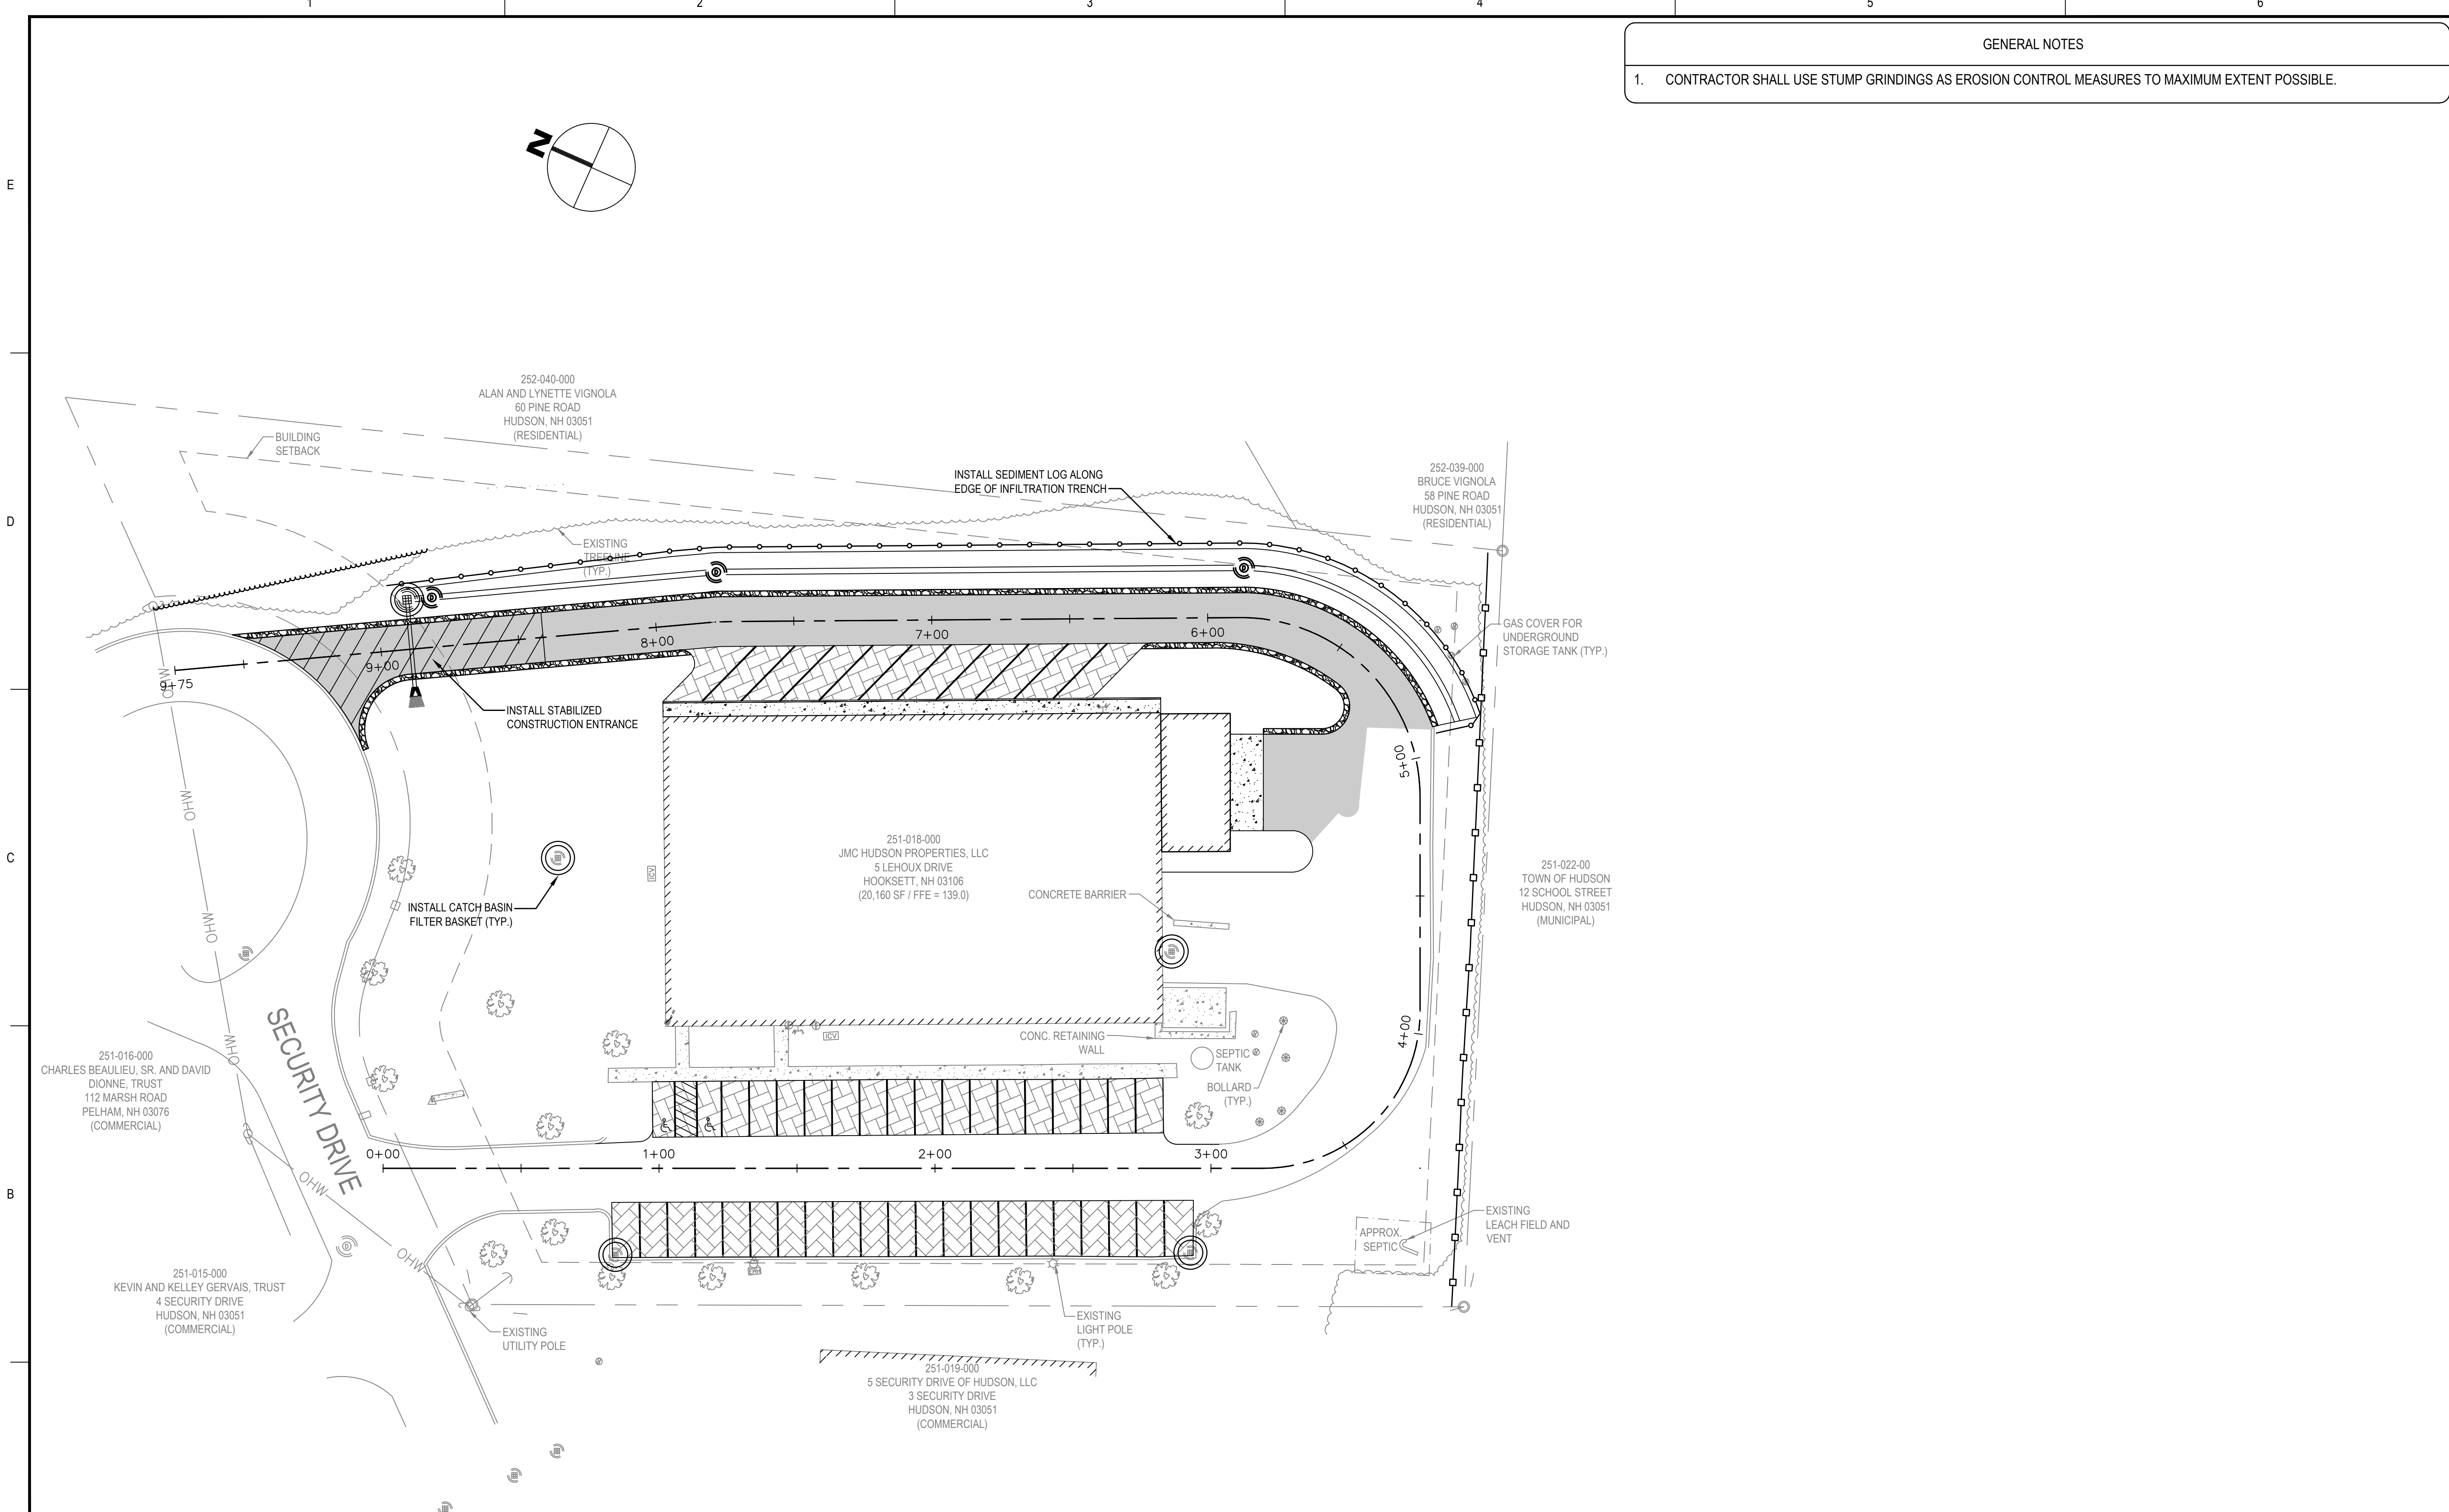 1
2
3
4
5
6
E
D
C
B
GENERAL NOTES
1. CONTRACTOR SHALL USE STUMP GRINDINGS AS EROSION CONTROL MEASURES TO MAXIMUM EXTENT POSSIBLE.
N
252-040-000
ALAN AND LYNETTE VIGNOLA
60 PINE ROAD
HUDSON, NH 03051
(RESIDENTIAL)
BUILDING
SETBACK
INSTALL SEDIMENT LOG ALONG
EDGE OF INFILTRATION TRENCH
252-039-000
BRUCE VIGNOLA
58 PINE ROAD
HUDSON, NH 03051
(RESIDENTIAL)
EXISTING
TREELINE
(TYP.)
D
D
D
GAS COVER FOR
UNDERGROUND
STORAGE TANK (TYP.)
9+75
9+00
8+00
7+00
6+00
5+00
4+00
OHW
INSTALL STABILIZED
CONSTRUCTION ENTRANCE
OHW
251-018-000
JMC HUDSON PROPERTIES, LLC
5 LEHOUX DRIVE
HOOKSETT, NH 03106
(20,160 SF / FFE = 139.0)
ICV
CONCRETE BARRIER
251-022-00
TOWN OF HUDSON
12 SCHOOL STREET
HUDSON, NH 03051
(MUNICIPAL)
INSTALL CATCH BASIN
FILTER BASKET (TYP.)
OHW
OHW
SECURITY DRIVE
ICV
CONC. RETAINING
WALL
SEPTIC
TANK
BOLLARD
(TYP.)
251-016-000
CHARLES BEAULIEU, SR. AND DAVID
DIONNE, TRUST
112 MARSH ROAD
PELHAM, NH 03076
(COMMERCIAL)
0+00
1+00
2+00
3+00
OHW
OHW
D
APPROX.
SEPTIC
EXISTING
LEACH FIELD AND
VENT
251-015-000
KEVIN AND KELLEY GERVAIS, TRUST
4 SECURITY DRIVE
HUDSON, NH 03051
(COMMERCIAL)
EXISTING
UTILITY POLE
EXISTING
LIGHT POLE
(TYP.)
251-019-000
5 SECURITY DRIVE OF HUDSON, LLC
3 SECURITY DRIVE
HUDSON, NH 03051
(COMMERCIAL)